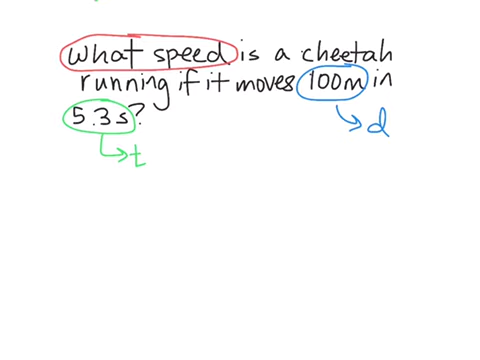 What speed is a cheetah
running if it moves 100m in
5.3s?
d
t